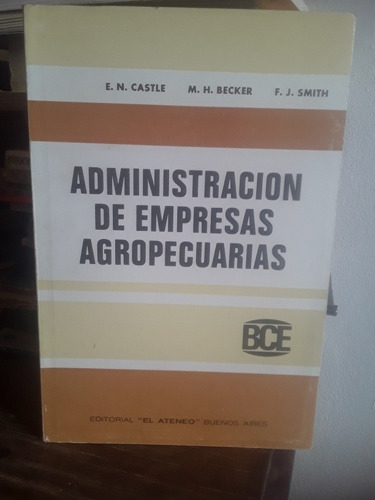 E. N. CASTLE M. H. BECKER F. J. SMITH
ADMINISTRACION
DE EMPRESAS
AGROPECUARIAS
BCE
EDITORIAL "EL ATENEO" BUENOS AIRES